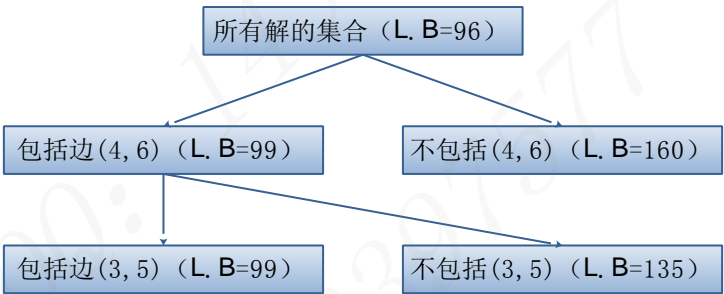 所有解的集合（L. B=96）
包括边(4,6)（L. B=99）
不包括(4,6)（L. B=160）
包括边(3,5)（L. B=99）
不包括(3,5)（L. B=135）